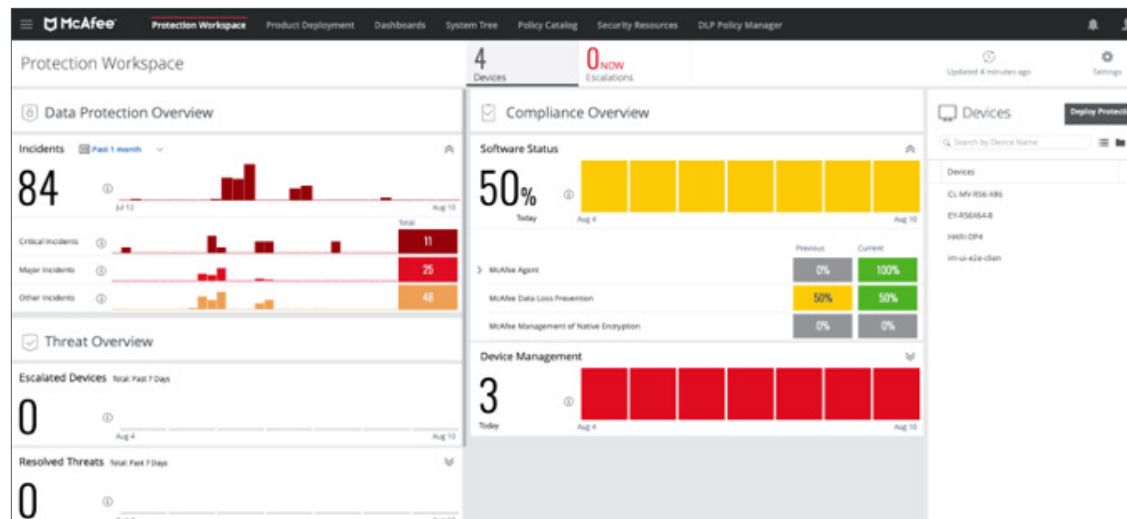 McAfee Protection Workspace Product Deployment Dashboards System Tree Policy Catalog Security Resources DLP Policy Manager
Protection Workspace
4
Devices
0 NOW
Escalations
Updated 4 minutes ago
Settings
Data Protection Overview
Incidents Past 1 month
84
Jul 12 Aug 10
Total
Critical Incidents 11
Major Incidents 25
Other Incidents 48
Threat Overview
Escalated Devices Total: Past 7 Days
0
Aug 4 Aug 10
Resolved Threats Total: Past 7 Days
0
Compliance Overview
Software Status
50%
Today
Aug 4 Aug 10
Previous Current
McAfee Agent 0% 100%
McAfee Data Loss Prevention 50% 50%
McAfee Management of Native Encryption 0% 0%
Device Management
3
Today
Aug 4 Aug 10
Devices
Deploy Protecti
Search by Device Name
Devices
CL-MV-RS6-X86
EY-RS6X64-8
HARI-DP4
im-ui-e2e-clien